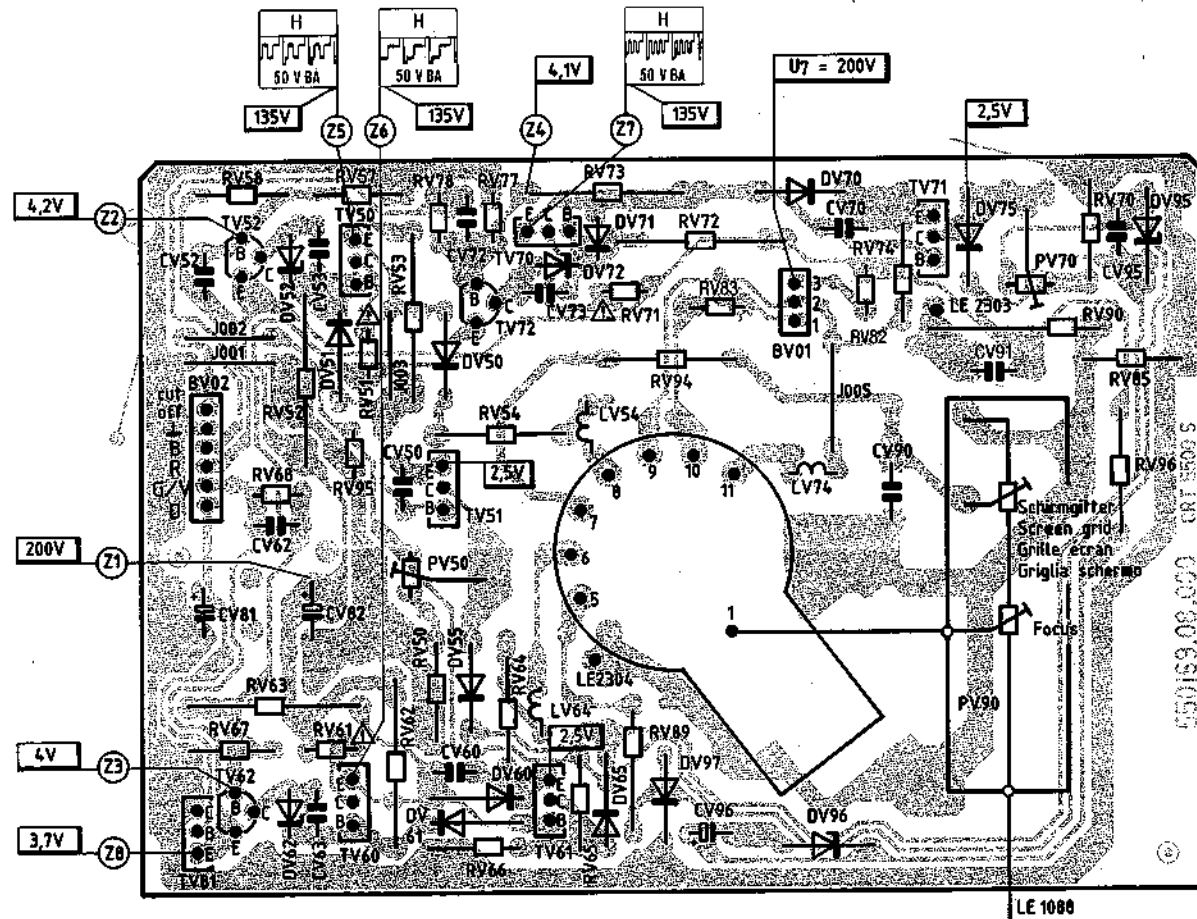 H
50 V BA
H
50 V BA
H
50 V BA
4,1V
U7 = 200V
135V
135V
135V
2,5V
Z5
Z6
Z4
Z7
4,2V
Z2
RV58
RV57
RV78
RV77
RV73
DV70
TV71
DV75
RV70
DV95
TV52
TV50
DV71
RV72
CV70
RV74
CV52
DV52
CV53
RV53
CV72
TV70
DV72
PV70
CV95
B
C
E
E
C
B
E C B
E
C
B
J002
J001
CV73
RV71
RV83
3
2
1
BV01
RV82
LE 2303
RV90
B
C
E
TV72
DV51
RV51
J003
DV50
RV94
J005
CV91
RV85
BV02
cut
off
B
R
G/V
RV52
RV54
LV54
CV50
E
C
B
2,5V
TV51
RV95
RV68
CV62
9
10
8
11
7
6
5
1
LV74
CV90
RV96
CRT 3500 S
Schirmgitter
Screen grid
Grille écran
Griglia schermo
Focus
PV90
200V
Z1
PV50
CV81
CV82
RV50
DV55
RV64
LE2304
RV63
RV67
RV61
RV62
LV64
2,5V
RV89
CV60
4V
Z3
TV62
B
C
E
DV60
DV65
DV97
CV96
DV96
3,7V
Z8
E
B
E
TV81
DV62
CV63
E
C
B
TV60
DV
61
RV66
E
C
B
TV61
RV65
LE 1088